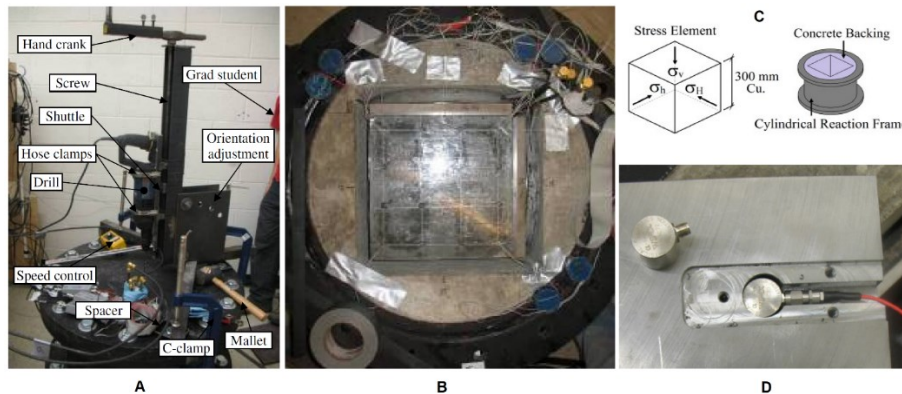 Hand crank
Screw
Grad student
Shuttle
Orientation
adjustment
Hose clamps
Drill
Speed control
Spacer
C-clamp
Mallet
A
B
C
Stress Element
σv
σh
σH
300 mm
Cu.
Concrete Backing
Cylindrical Reaction Frame
D